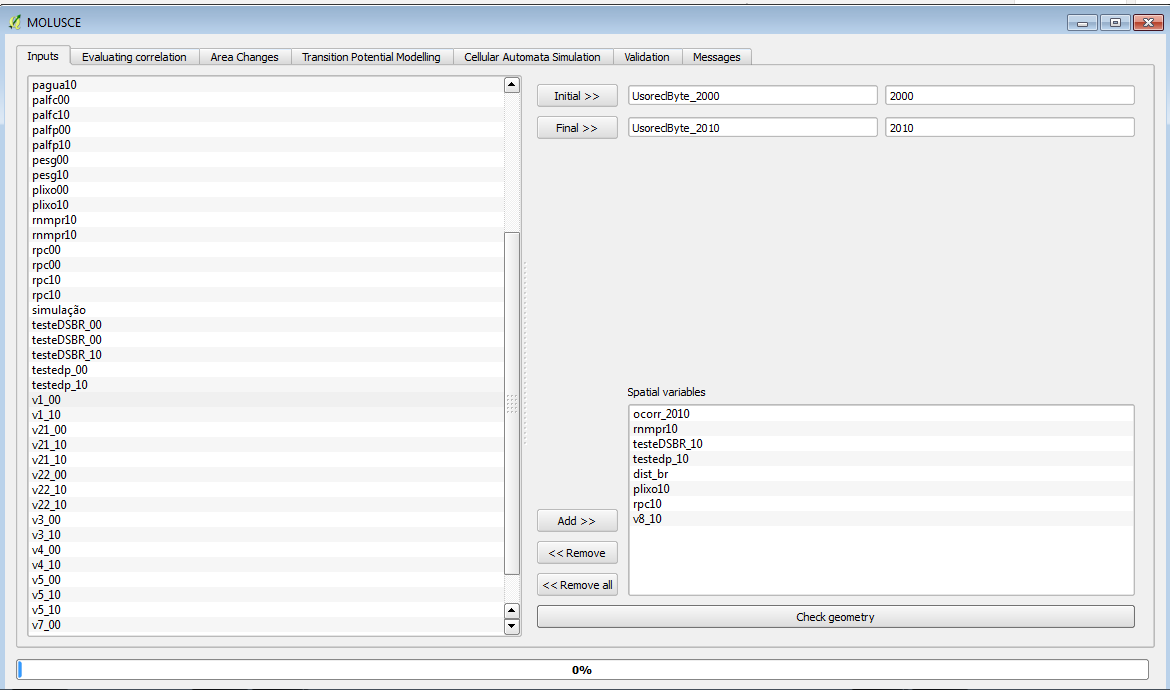 MOLUSCE
Inputs Evaluating correlation Area Changes Transition Potential Modelling Cellular Automata Simulation Validation Messages
pagua10
palfc00
palfc10
palfp00
palfp10
pesg00
pesg10
plixo00
plixo10
rnmpr10
rnmpr10
rpc00
rpc00
rpc10
rpc10
simulação
testeDSBR_00
testeDSBR_00
testeDSBR_10
testedp_00
testedp_10
v1_00
v1_10
v21_00
v21_10
v21_10
v22_00
v22_10
v22_10
v3_00
v3_10
v4_00
v4_10
v5_00
v5_10
v5_10
v7_00
Initial >> UsoreclByte_2000 2000
Final >> UsoreclByte_2010 2010
Spatial variables
ocorr_2010
rnmpr10
testeDSBR_10
testedp_10
dist_br
plixo10
rpc10
v8_10
Add >>
<< Remove
<< Remove all
Check geometry
0%